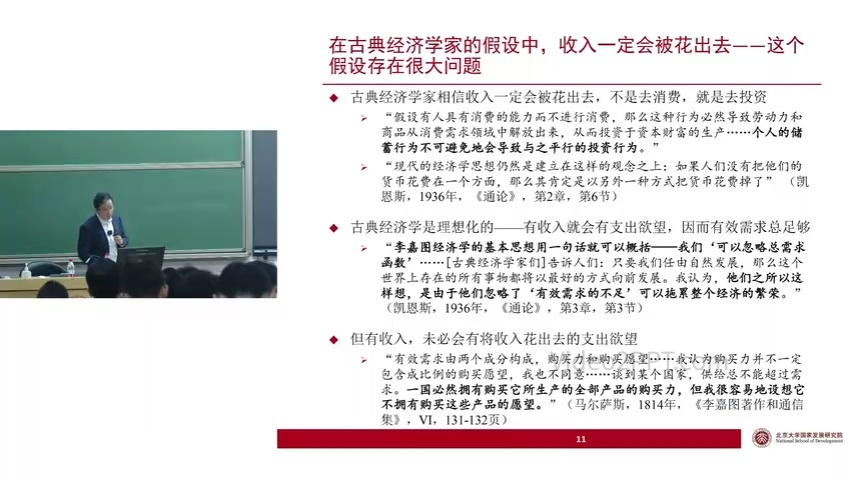 在古典经济学家的假设中，收入一定会被花出去——这个
假设存在很大问题
◆ 古典经济学家相信收入一定会被花出去，不是去消费，就是去投资
➢ “假设有人具有消费的能力而不进行消费，那么这种行为必然导致劳动力和
商品从消费需求领域中解放出来，从而投资于资本财富的生产……个人的储
蓄行为不可避免地会导致与之平行的投资行为。”
➢ “现代的经济学思想仍然是建立在这样的观念之上：如果人们没有把他们的
货币花费在一个方面，那么其肯定是以另外一种方式把货币花费掉了”（凯
恩斯，1936年，《通论》，第2章，第6节）
◆ 古典经济学是理想化的——有收入就会有支出欲望，因而有效需求总足够
➢ “李嘉图经济学的基本思想用一句话就可以概括——我们‘可以忽略总需求
函数’……[古典经济学家们]告诉人们：只要我们任由自然发展，那么这个
世界上存在的所有事物都将以最好的方式向前发展。我认为，他们之所以这
样想，是由于他们忽略了‘有效需求的不足’可以拖累整个经济的繁荣。”
（凯恩斯，1936年，《通论》，第3章，第3节）
◆ 但有收入，未必会有将收入花出去的支出欲望
➢ “有效需求由两个成分构成，购买力和购买愿望……我认为购买力并不一定
包含成比例的购买愿望，我也不同意……谈到某个国家，供给总不能超过需
求。一国必然拥有购买它所生产的全部产品的购买力，但我很容易地设想它
不拥有购买这些产品的愿望。”（马尔萨斯，1814年，《李嘉图著作和通信
集》，VI，131-132页）
11
北京大学国家发展研究院
National School of Development